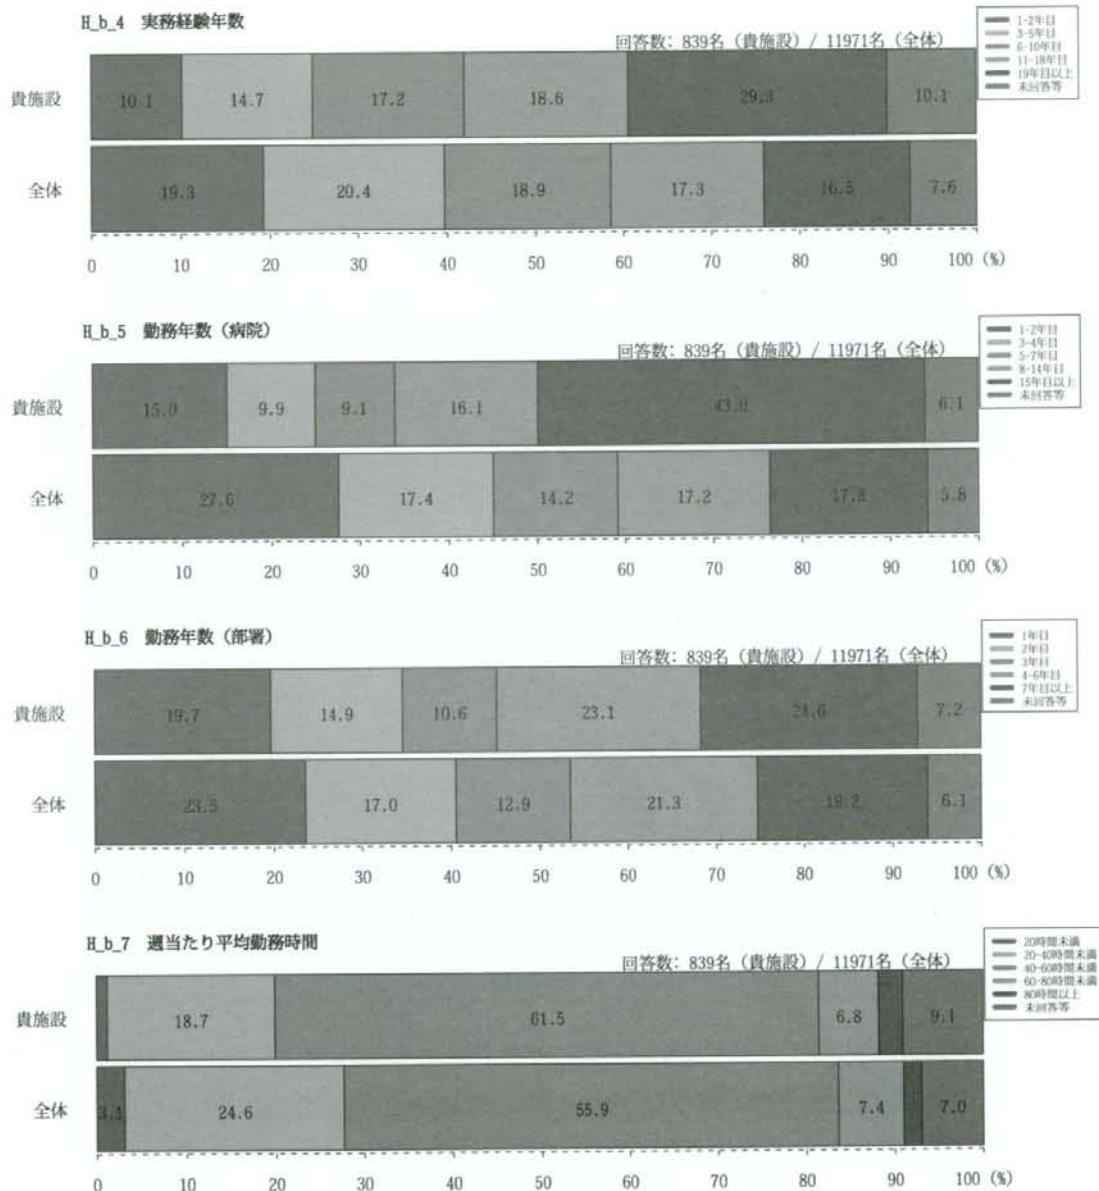 H_b_4 実務経験年数
回答数: 839名 (貴施設) / 11971名 (全体)
1-2年目
3-5年目
6-10年目
11-18年目
19年目以上
未回答等
貴施設 10.1 14.7 17.2 18.6 29.3 10.1
全体 19.3 20.4 18.9 17.3 16.5 7.6
0 10 20 30 40 50 60 70 80 90 100 (%)
H_b_5 勤務年数 (病院)
回答数: 839名 (貴施設) / 11971名 (全体)
1-2年目
3-4年目
5-7年目
8-14年目
15年目以上
未回答等
貴施設 15.0 9.9 9.1 16.1 6.1
全体 27.6 17.4 14.2 17.2 17.8 5.8
0 10 20 30 40 50 60 70 80 90 100 (%)
H_b_6 勤務年数 (部署)
回答数: 839名 (貴施設) / 11971名 (全体)
1年目
2年目
3年目
4-6年目
7年目以上
未回答等
貴施設 19.7 14.9 10.6 23.1 24.6 7.2
全体 23.5 17.0 12.9 21.3 19.2 6.1
0 10 20 30 40 50 60 70 80 90 100 (%)
H_b_7 週当たり平均勤務時間
回答数: 839名 (貴施設) / 11971名 (全体)
20時間未満
20-40時間未満
40-60時間未満
60-80時間未満
80時間以上
未回答等
貴施設 18.7 61.5 6.8 9.1
全体 3.1 24.6 55.9 7.4 7.0
0 10 20 30 40 50 60 70 80 90 100 (%)